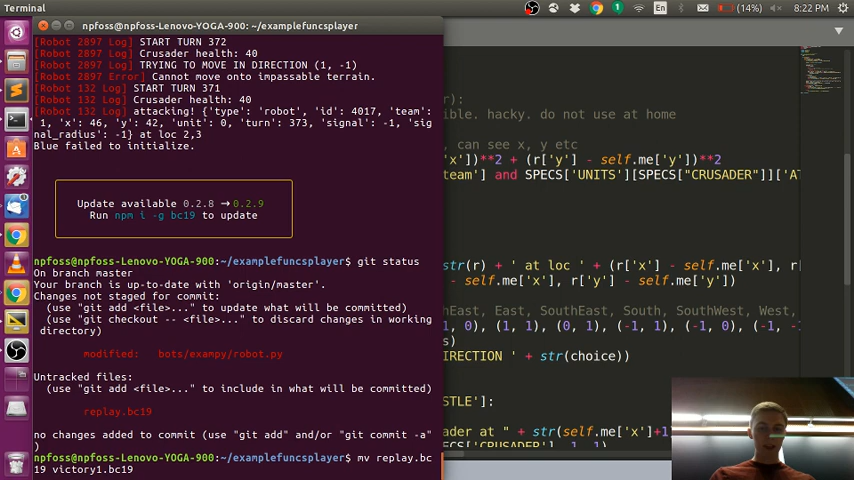 Terminal
En
(14%)
8:22 PM
npfoss@npfoss-Lenovo-YOGA-900: ~/examplefuncsplayer
[Robot 2897 Log] START TURN 372
[Robot 2897 Log] Crusader health: 40
[Robot 2897 Log] TRYING TO MOVE IN DIRECTION (1, -1)
[Robot 2897 Error] Cannot move onto impassable terrain.
[Robot 132 Log] START TURN 371
[Robot 132 Log] Crusader health: 40
[Robot 132 Log] attacking! {'type': 'robot', 'id': 4017, 'team':
1, 'x': 46, 'y': 42, 'unit': 0, 'turn': 373, 'signal': -1, 'sig
nal_radius': -1} at loc 2,3
Blue failed to initialize.
Update available 0.2.8 → 0.2.9
Run npm i -g bc19 to update
npfoss@npfoss-Lenovo-YOGA-900:~/examplefuncsplayer$ git status
On branch master
Your branch is up-to-date with 'origin/master'.
Changes not staged for commit:
(use "git add <file>..." to update what will be committed)
(use "git checkout -- <file>..." to discard changes in working
directory)
modified: bots/exampy/robot.py
Untracked files:
(use "git add <file>..." to include in what will be committed)
replay.bc19
no changes added to commit (use "git add" and/or "git commit -a"
)
npfoss@npfoss-Lenovo-YOGA-900:~/examplefuncsplayer$ mv replay.bc
19 victory1.bc19
r):
ible. hacky. do not use at home
, can see x, y etc
'x'])**2 + (r['y'] - self.me['y'])**2
team'] and SPECS['UNITS'][SPECS["CRUSADER"]]['AT
str(r) + ' at loc ' + (r['x'] - self.me['x'], r[
- self.me['x'], r['y'] - self.me['y'])
hEast, East, SouthEast, South, SouthWest, West,
1, 0), (1, 1), (0, 1), (-1, 1), (-1, 0), (-1, -1
s)
DIRECTION ' + str(choice))
STLE']:
ader at " + str(self.me['x']+1)
ECS['CRUSADER'], 1, 1)